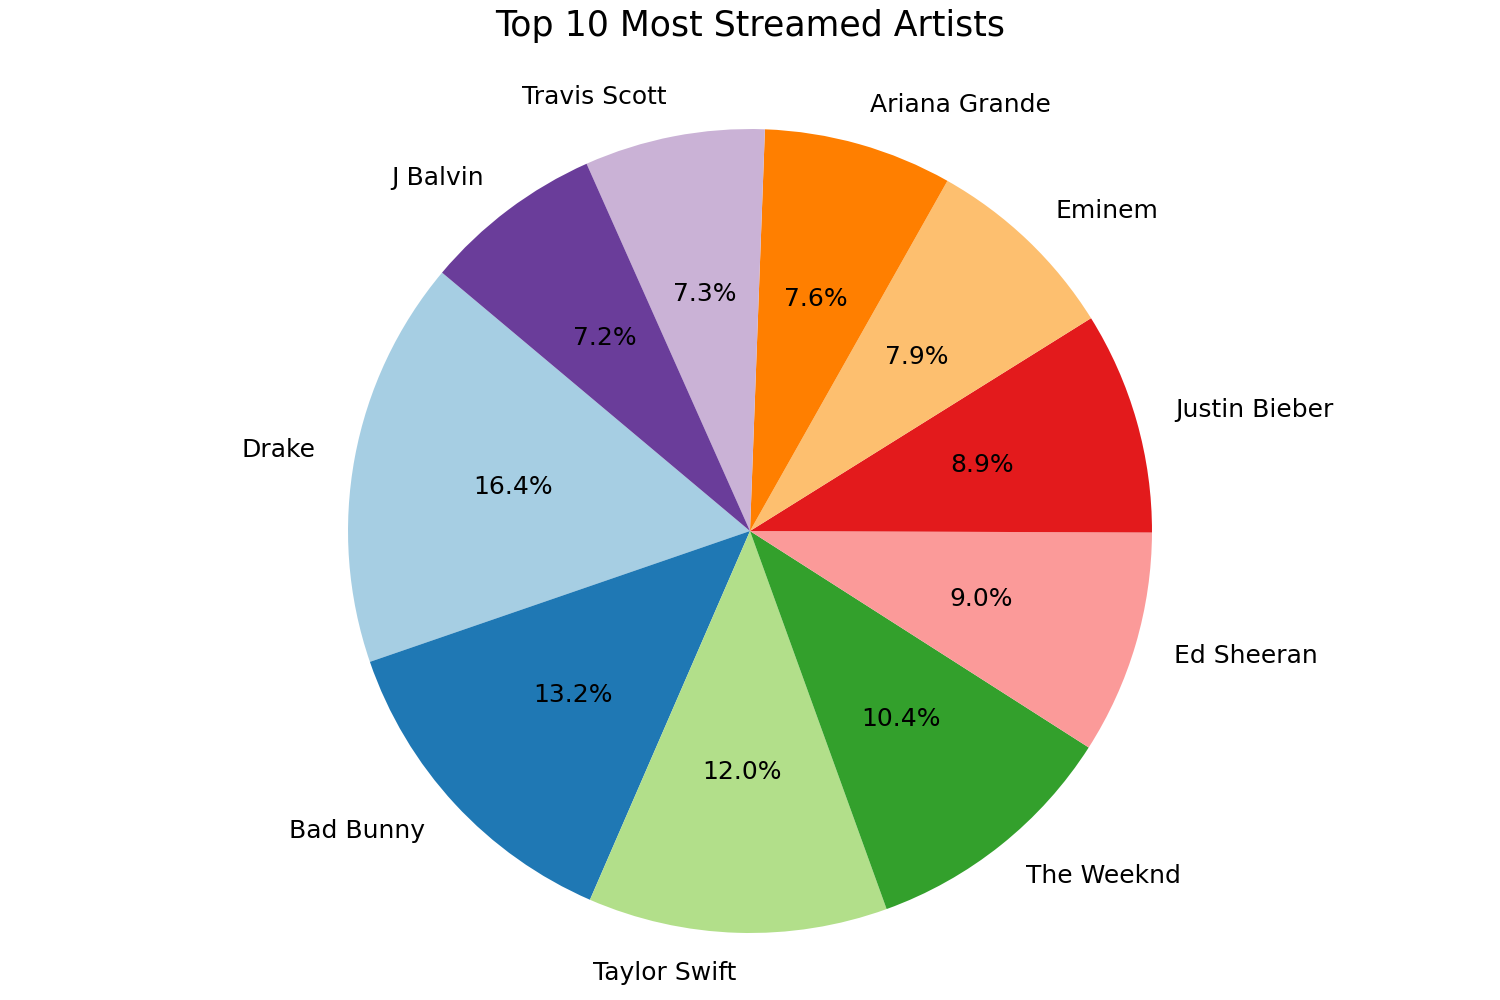 Top 10 Most Streamed Artists
Travis Scott
Ariana Grande
J Balvin
Eminem
7.3%
7.6%
7.2%
7.9%
Justin Bieber
Drake
8.9%
16.4%
9.0%
Ed Sheeran
13.2%
10.4%
12.0%
Bad Bunny
The Weeknd
Taylor Swift